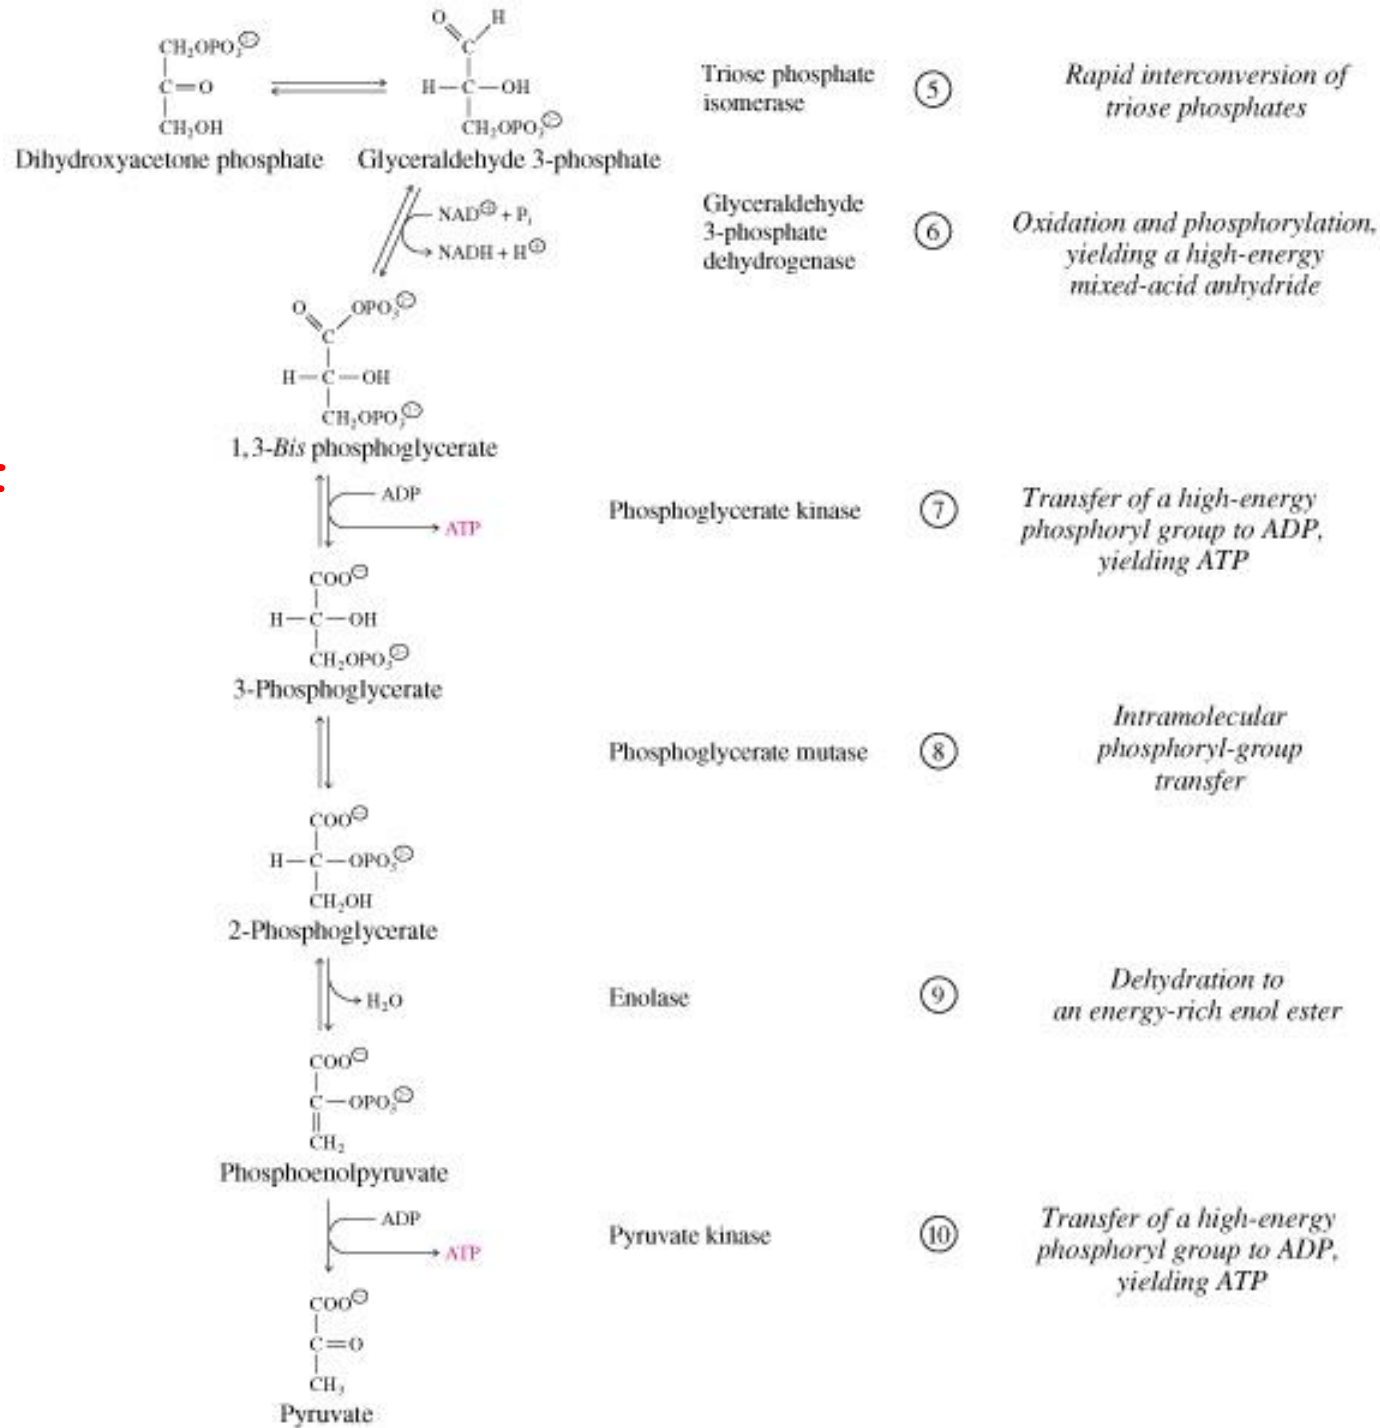 CH₂OPO₃²⁻
C=O
CH₂OH
Dihydroxyacetone phosphate
O H
C
H—C—OH
CH₂OPO₃²⁻
Glyceraldehyde 3-phosphate
Triose phosphate
isomerase
5
Rapid interconversion of
triose phosphates
NAD⊕ + Pᵢ
NADH + H⊕
Glyceraldehyde
3-phosphate
dehydrogenase
6
Oxidation and phosphorylation,
yielding a high-energy
mixed-acid anhydride
O OPO₃²⁻
C
H—C—OH
CH₂OPO₃²⁻
1,3-Bis phosphoglycerate
:
ADP
ATP
Phosphoglycerate kinase
7
Transfer of a high-energy
phosphoryl group to ADP,
yielding ATP
COO⊖
H—C—OH
CH₂OPO₃²⁻
3-Phosphoglycerate
Phosphoglycerate mutase
8
Intramolecular
phosphoryl-group
transfer
COO⊖
H—C—OPO₃²⁻
CH₂OH
2-Phosphoglycerate
H₂O
Enolase
9
Dehydration to
an energy-rich enol ester
COO⊖
C—OPO₃²⁻
CH₂
Phosphoenolpyruvate
ADP
ATP
Pyruvate kinase
10
Transfer of a high-energy
phosphoryl group to ADP,
yielding ATP
COO⊖
C=O
CH₃
Pyruvate